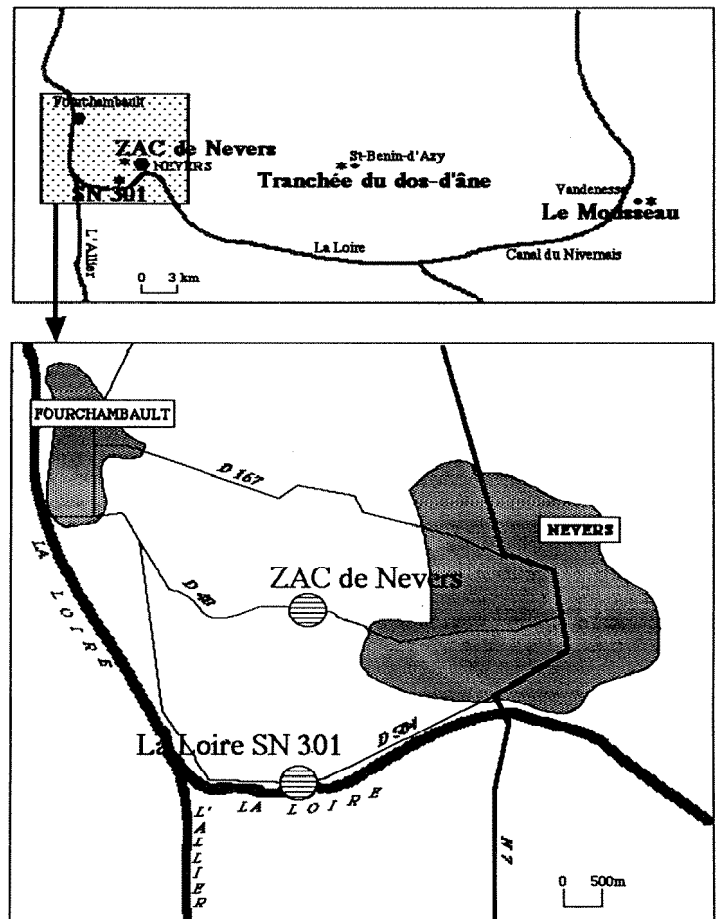 Fourchambault
ZAC de Nevers
NEVERS
SN 301
St-Benin-d'Azy
Tranchée du dos-d'âne
Vandenesse
Le Mousseau
L'Allier
La Loire
Canal du Nivernais
0 3 km
FOURCHAMBAULT
D 167
NEVERS
LA LOIRE
ZAC de Nevers
D 40
La Loire SN 301
D 504
LA LOIRE
L'ALLIER
N 7
0 500m